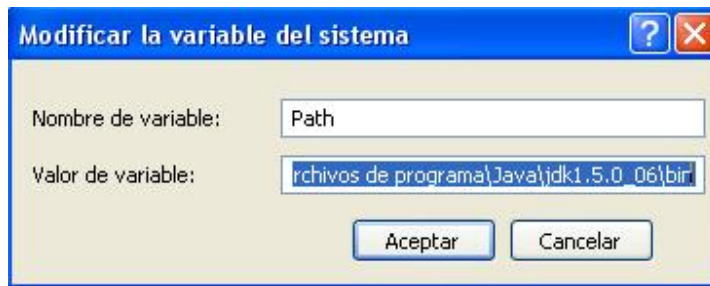 Modificar la variable del sistema
Nombre de variable: Path
Valor de variable: rchivos de programa\Java\jdk1.5.0_06\bin
Aceptar Cancelar